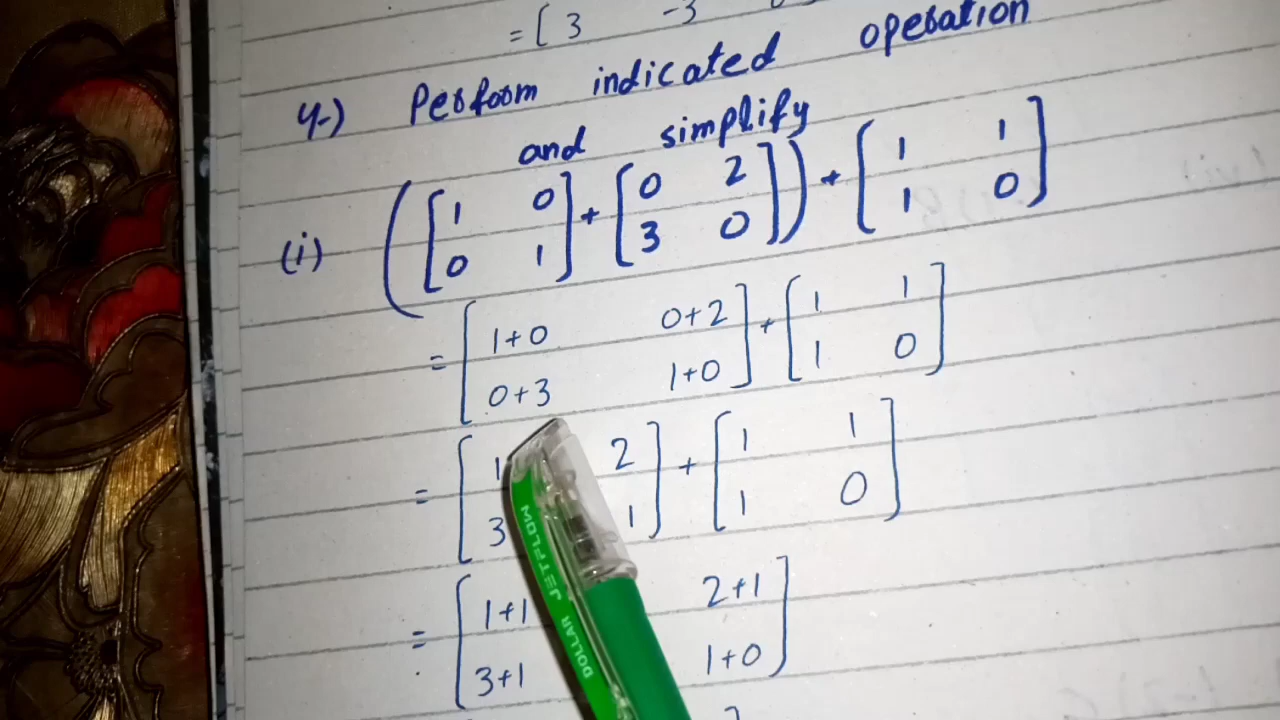 = [ 3 -3
4-) Perform indicated operation
and simplify
(i) ([1 0] + [0 2]) + [1 1]
[0 1] [3 0] [1 0]
= [1+0 0+2] + [1 1]
[0+3 1+0] [1 0]
= [1 2] + [1 1]
[3 1] [1 0]
= [1+1 2+1]
[3+1 1+0]
DOLLAR JETFLOW